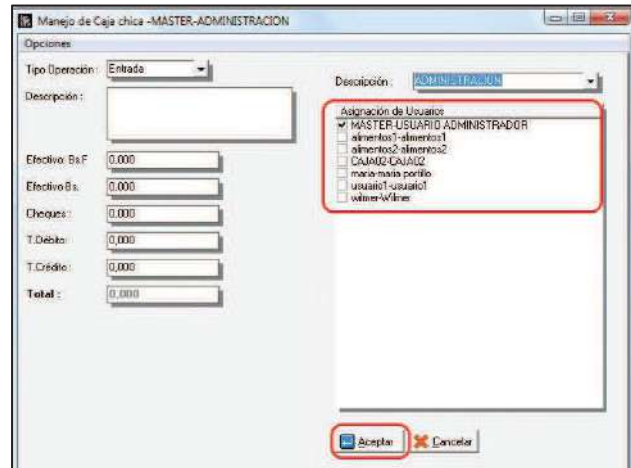 Manejo de Caja chica -MASTER-ADMINISTRACION
Opciones
Tipo Operación : Entrada
Descripción :
Efectivo: Bs.F 0.000
Efectivo Bs. 0,000
Cheques : 0,000
T.Débito: 0,000
T.Crédito: 0,000
Total : 0,000
Descripción : ADMINISTRACION
Asignación de Usuarios
MASTER-USUARIO ADMINISTRADOR
alimentos1-alimentos1
alimentos2-alimentos2
CAJA02-CAJA02
maria-maria portillo
usuario1-usuario1
wilmer-Wilmer
Aceptar
Cancelar